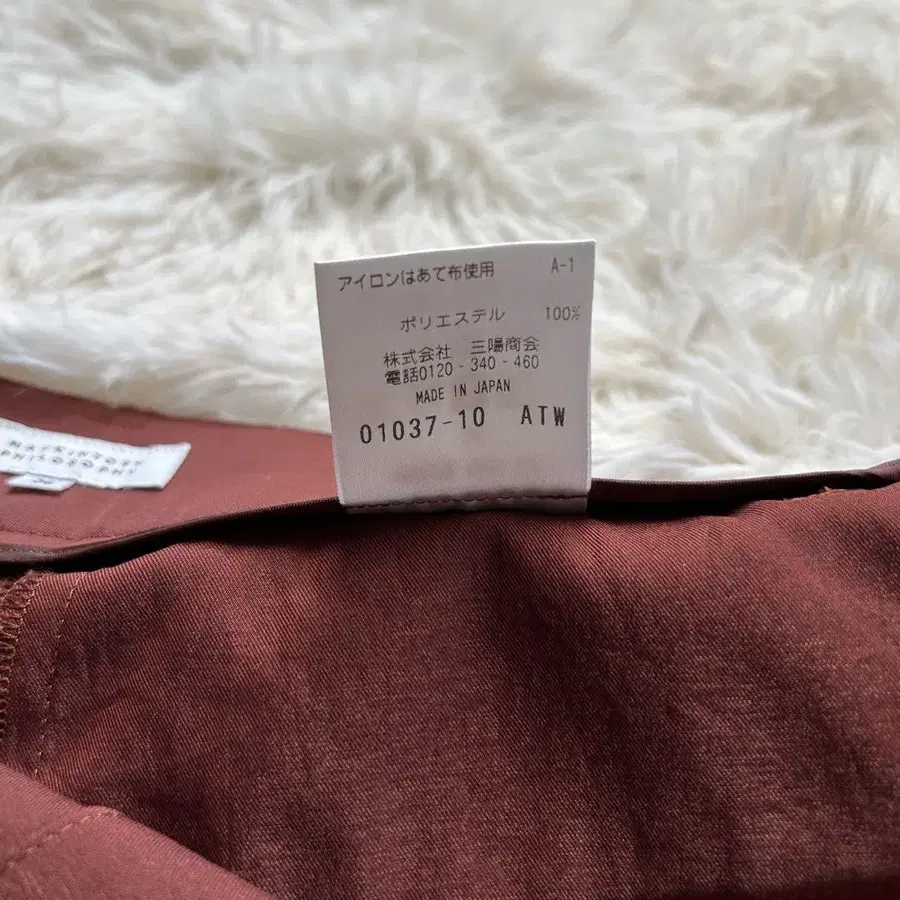 アイロンはあて布使用 A-1
ポリエステル 100%
株式会社 三陽商会
電話0120-340-460
MADE IN JAPAN
01037-10 ATW
MACKINTOSH
PHILOSOPHY